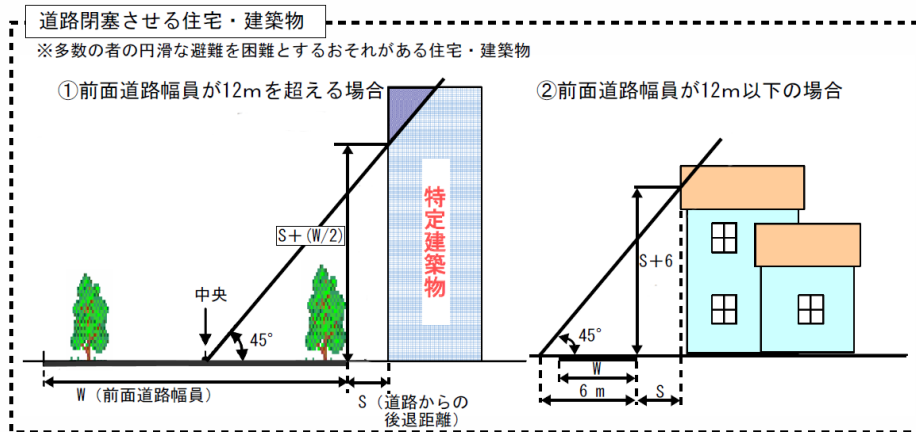 道路閉塞させる住宅・建築物
※多数の者の円滑な避難を困難とするおそれがある住宅・建築物
①前面道路幅員が12mを超える場合
②前面道路幅員が12m以下の場合
S+(W/2)
特定建築物
中央
45°
W（前面道路幅員）
S（道路からの
後退距離）
S+6
45°
W
6 m
S